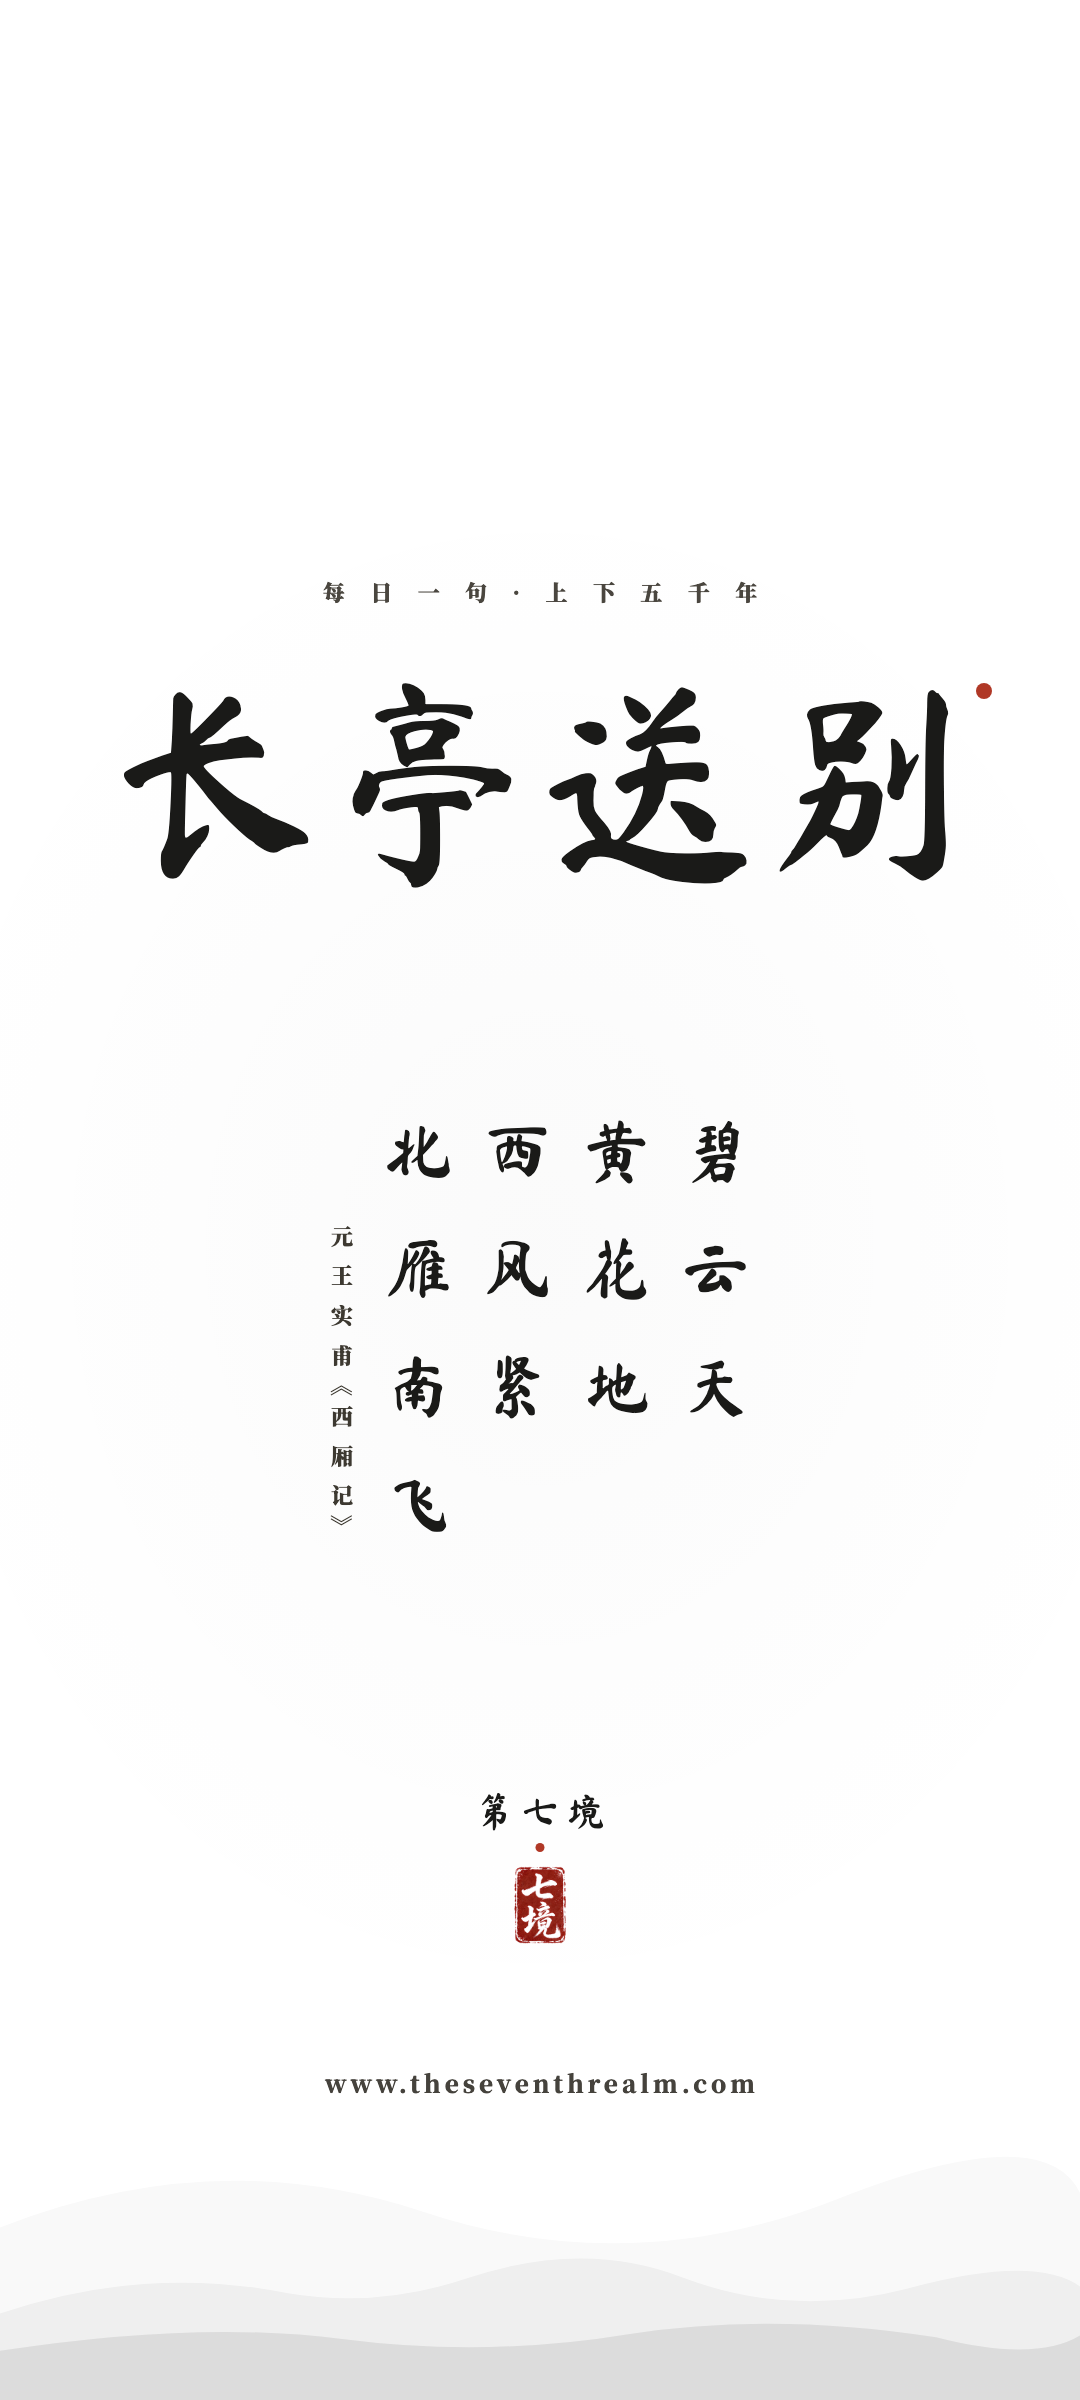 每日一句·上下五千年
长亭送别
碧云天
黄花地
西风紧
北雁南飞
元王实甫《西厢记》
第七境
七境
www.theseventhrealm.com